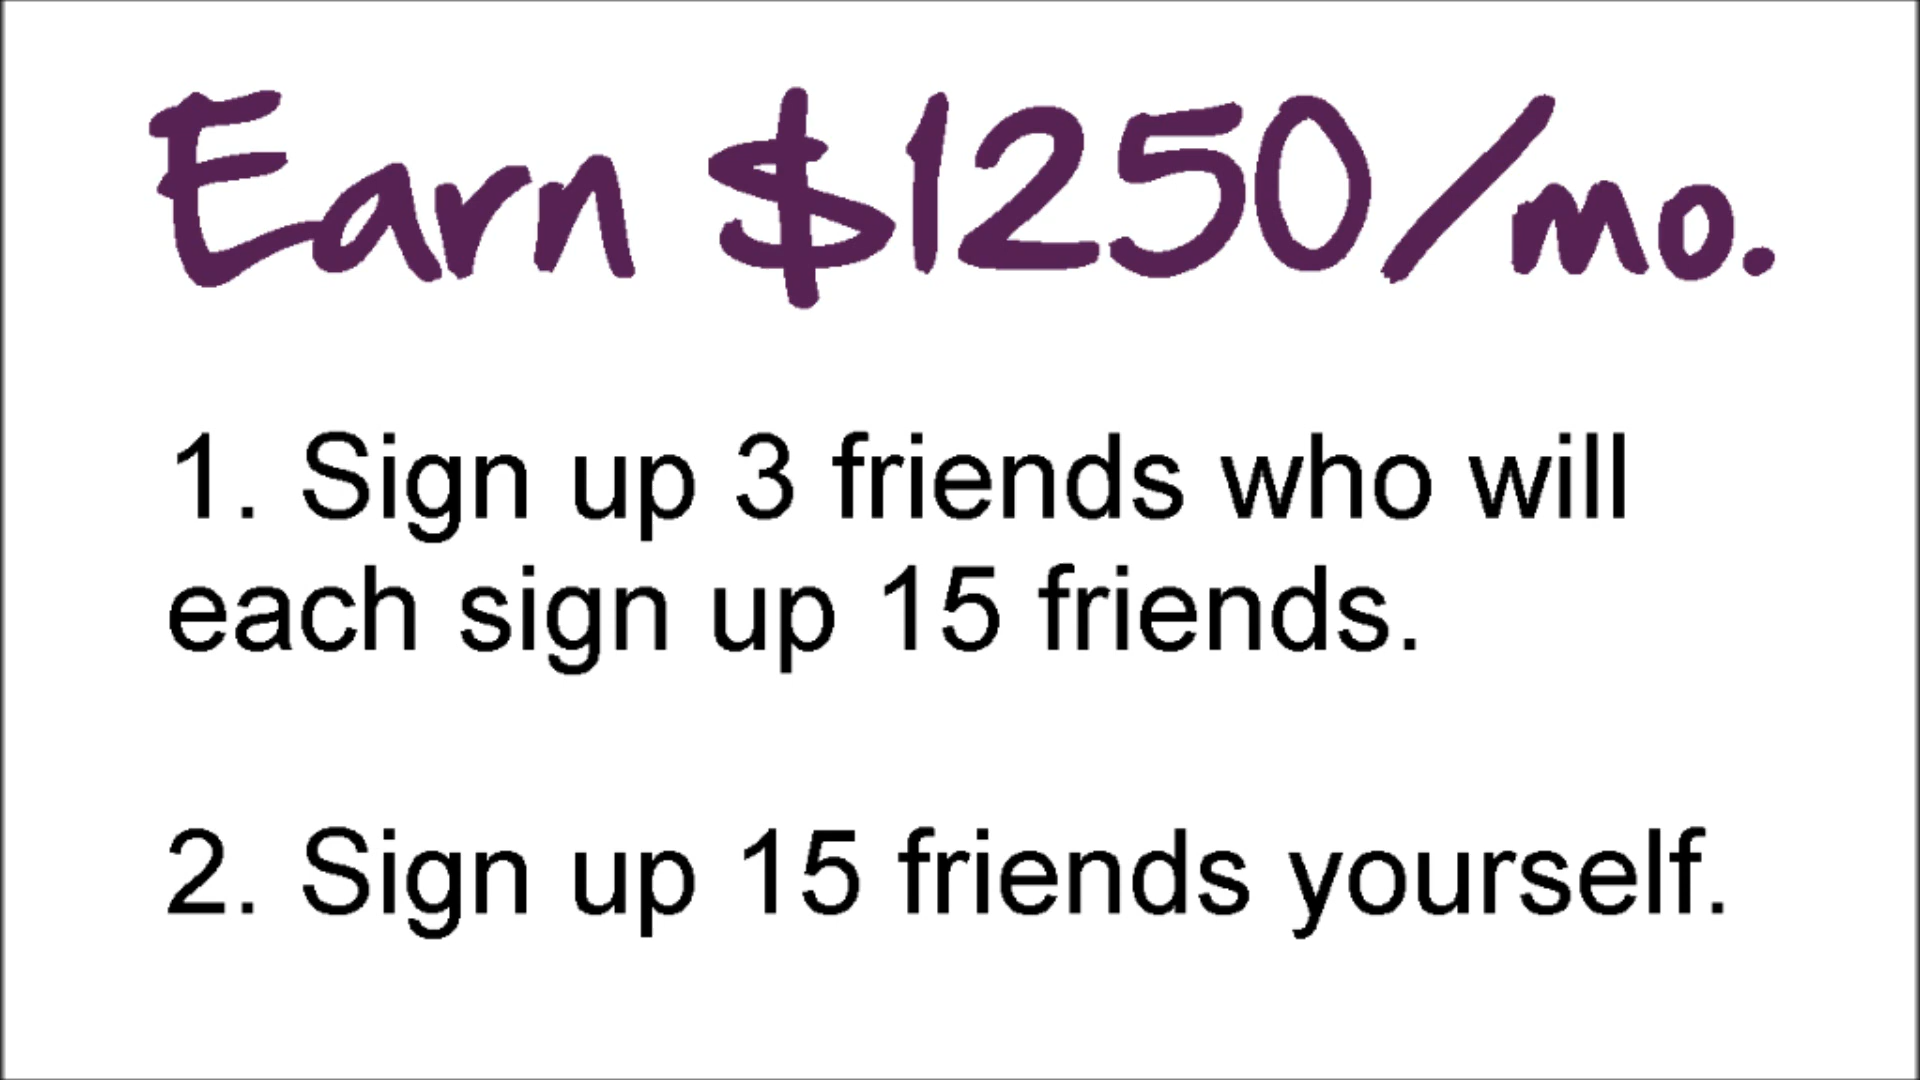 Earn $1250/mo.
1. Sign up 3 friends who will
each sign up 15 friends.
2. Sign up 15 friends yourself.